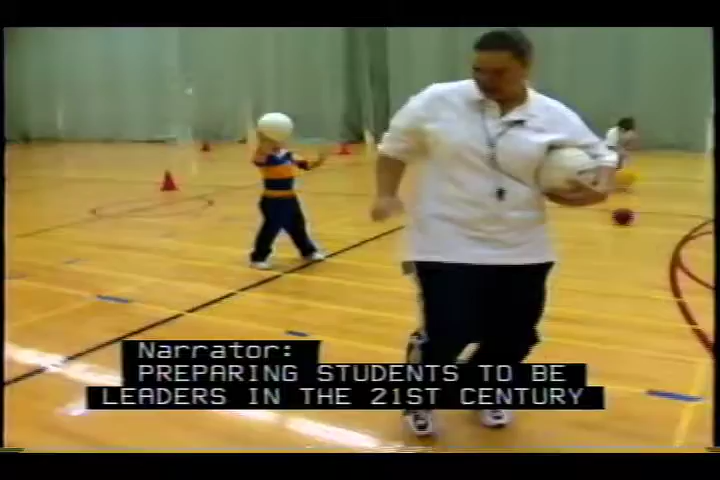 Narrator:
PREPARING STUDENTS TO BE
LEADERS IN THE 21ST CENTURY